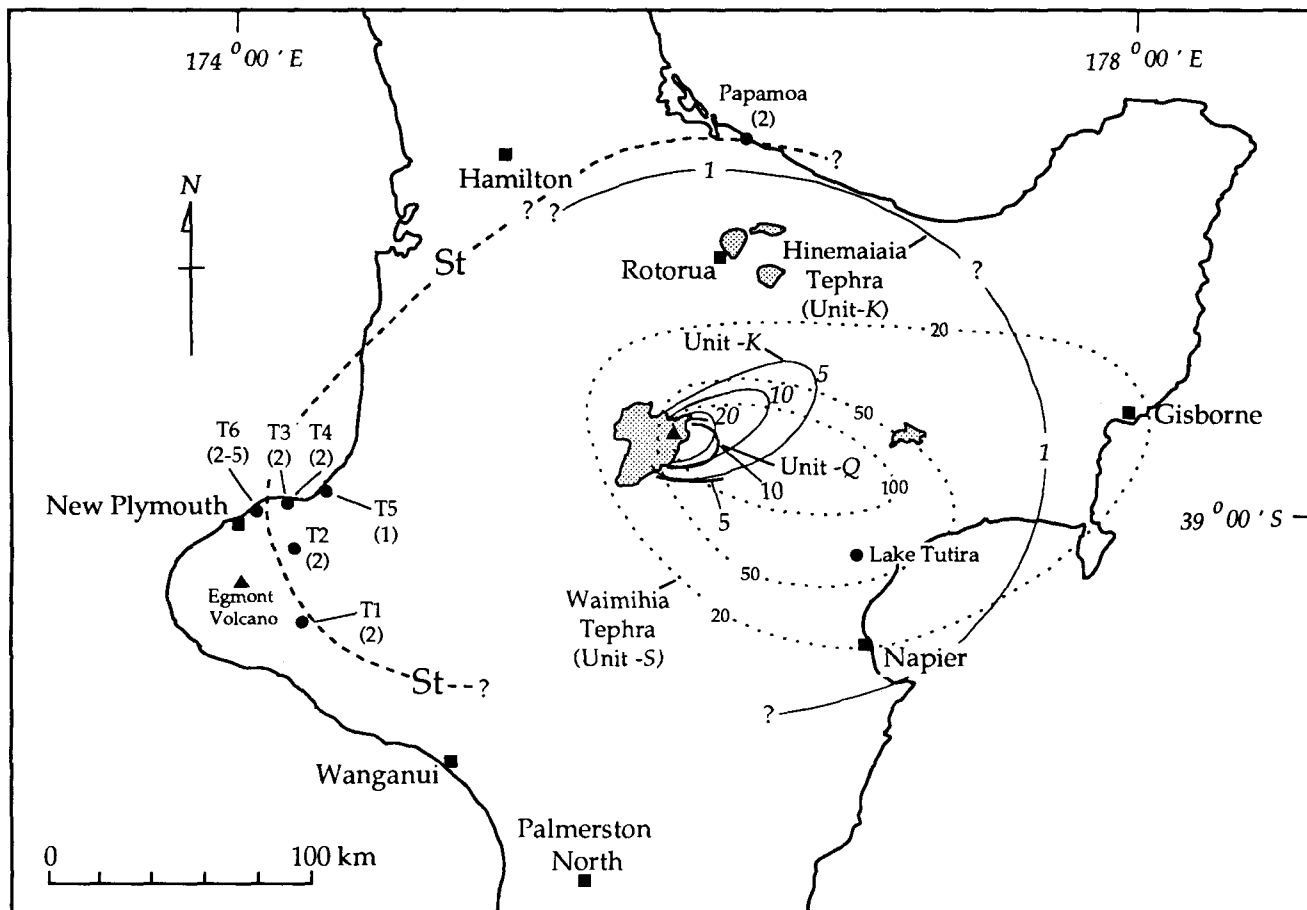 174 ° 00 ' E
178 ° 00 ' E
Papamoa
(2)
N
Hamilton
?
?
?
1
St
Rotorua
Hinemaiaia
Tephra
(Unit-K)
?
20
Unit -K
5
10
20
50
Gisborne
T6
(2-5)
T3
(2)
T4
(2)
1
Unit -Q
New Plymouth
T5
(1)
10
100
39 ° 00 ' S
5
T2
(2)
Lake Tutira
50
Egmont
Volcano
T1
(2)
Waimihia
Tephra
(Unit -S)
20
Napier
St
?
?
Wanganui
Palmerston
North
0
100 km